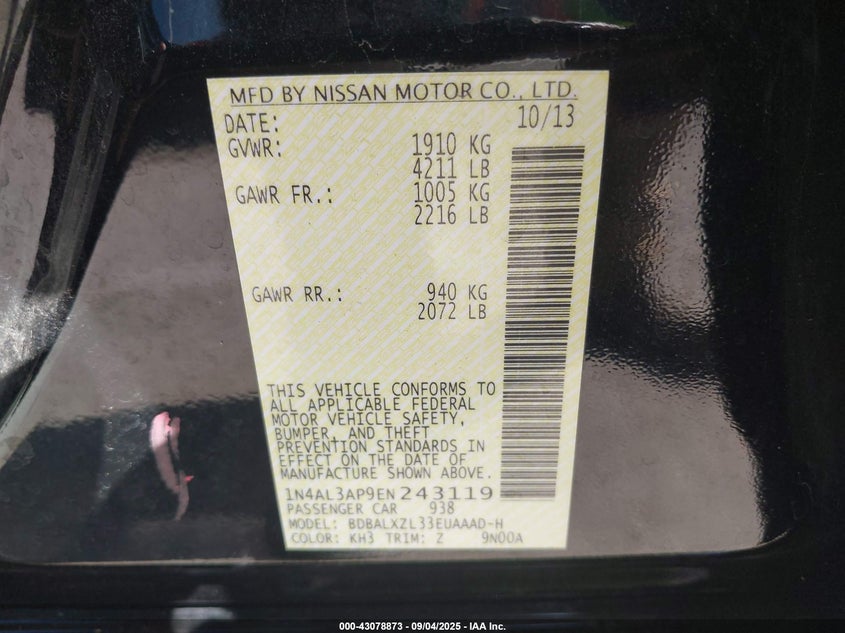 MFD BY NISSAN MOTOR CO., LTD.
DATE: 10/13
GVWR: 1910 KG
4211 LB
GAWR FR.: 1005 KG
2216 LB
GAWR RR.: 940 KG
2072 LB
THIS VEHICLE CONFORMS TO
ALL APPLICABLE FEDERAL
MOTOR VEHICLE SAFETY,
BUMPER, AND THEFT
PREVENTION STANDARDS IN
EFFECT ON THE DATE OF
MANUFACTURE SHOWN ABOVE.
1N4AL3AP9EN243119
PASSENGER CAR 938
MODEL: BDBALXZL33EUAAAD-H
COLOR: KH3 TRIM: Z 9N00A
000-43078873 - 09/04/2025 - IAA Inc.